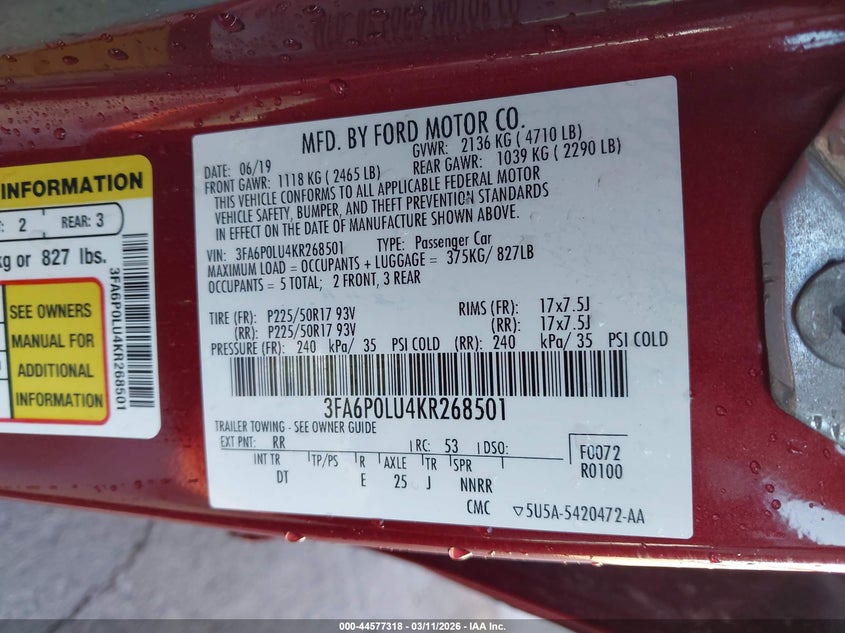 MFD. BY FORD MOTOR CO.
DATE: 06/19
GVWR: 2136 KG ( 4710 LB)
FRONT GAWR: 1118 KG ( 2465 LB)
REAR GAWR: 1039 KG ( 2290 LB)
THIS VEHICLE CONFORMS TO ALL APPLICABLE FEDERAL MOTOR
VEHICLE SAFETY, BUMPER, AND THEFT PREVENTION STANDARDS
IN EFFECT ON THE DATE OF MANUFACTURE SHOWN ABOVE.
VIN: 3FA6P0LU4KR268501 TYPE: Passenger Car
MAXIMUM LOAD = OCCUPANTS + LUGGAGE = 375KG/ 827LB
OCCUPANTS = 5 TOTAL; 2 FRONT, 3 REAR
TIRE (FR): P225/50R17 93V RIMS (FR): 17x7.5J
(RR): P225/50R17 93V (RR): 17x7.5J
PRESSURE (FR): 240 kPa/ 35 PSI COLD (RR): 240 kPa/ 35 PSI COLD
3FA6P0LU4KR268501
TRAILER TOWING - SEE OWNER GUIDE
EXT PNT: RR RC: 53 DSO:
F0072
R0100
INT TR TP/PS R AXLE TR SPR
DT E 25 J NNRR
CMC ▽5U5A-5420472-AA
INFORMATION
2 REAR: 3
kg or 827 lbs.
SEE OWNERS
MANUAL FOR
ADDITIONAL
INFORMATION
3FA6P0LU4KR268501
000-44577318 - 03/11/2026 - IAA Inc.